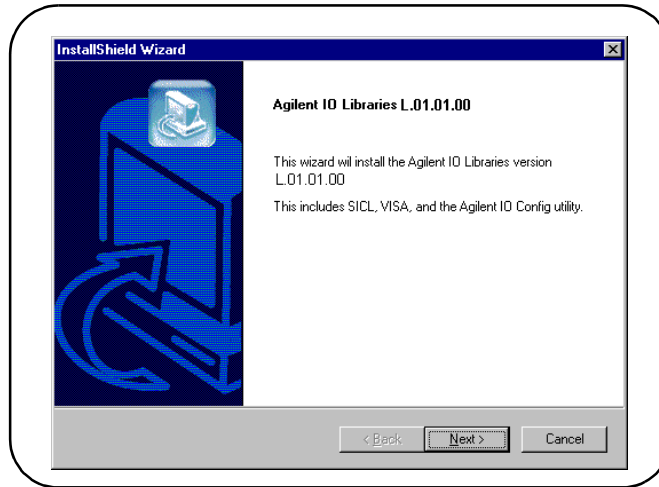 InstallShield Wizard
Agilent IO Libraries L.01.01.00
This wizard wil install the Agilent IO Libraries version
L.01.01.00
This includes SICL, VISA, and the Agilent IO Config utility.
< Back Next > Cancel